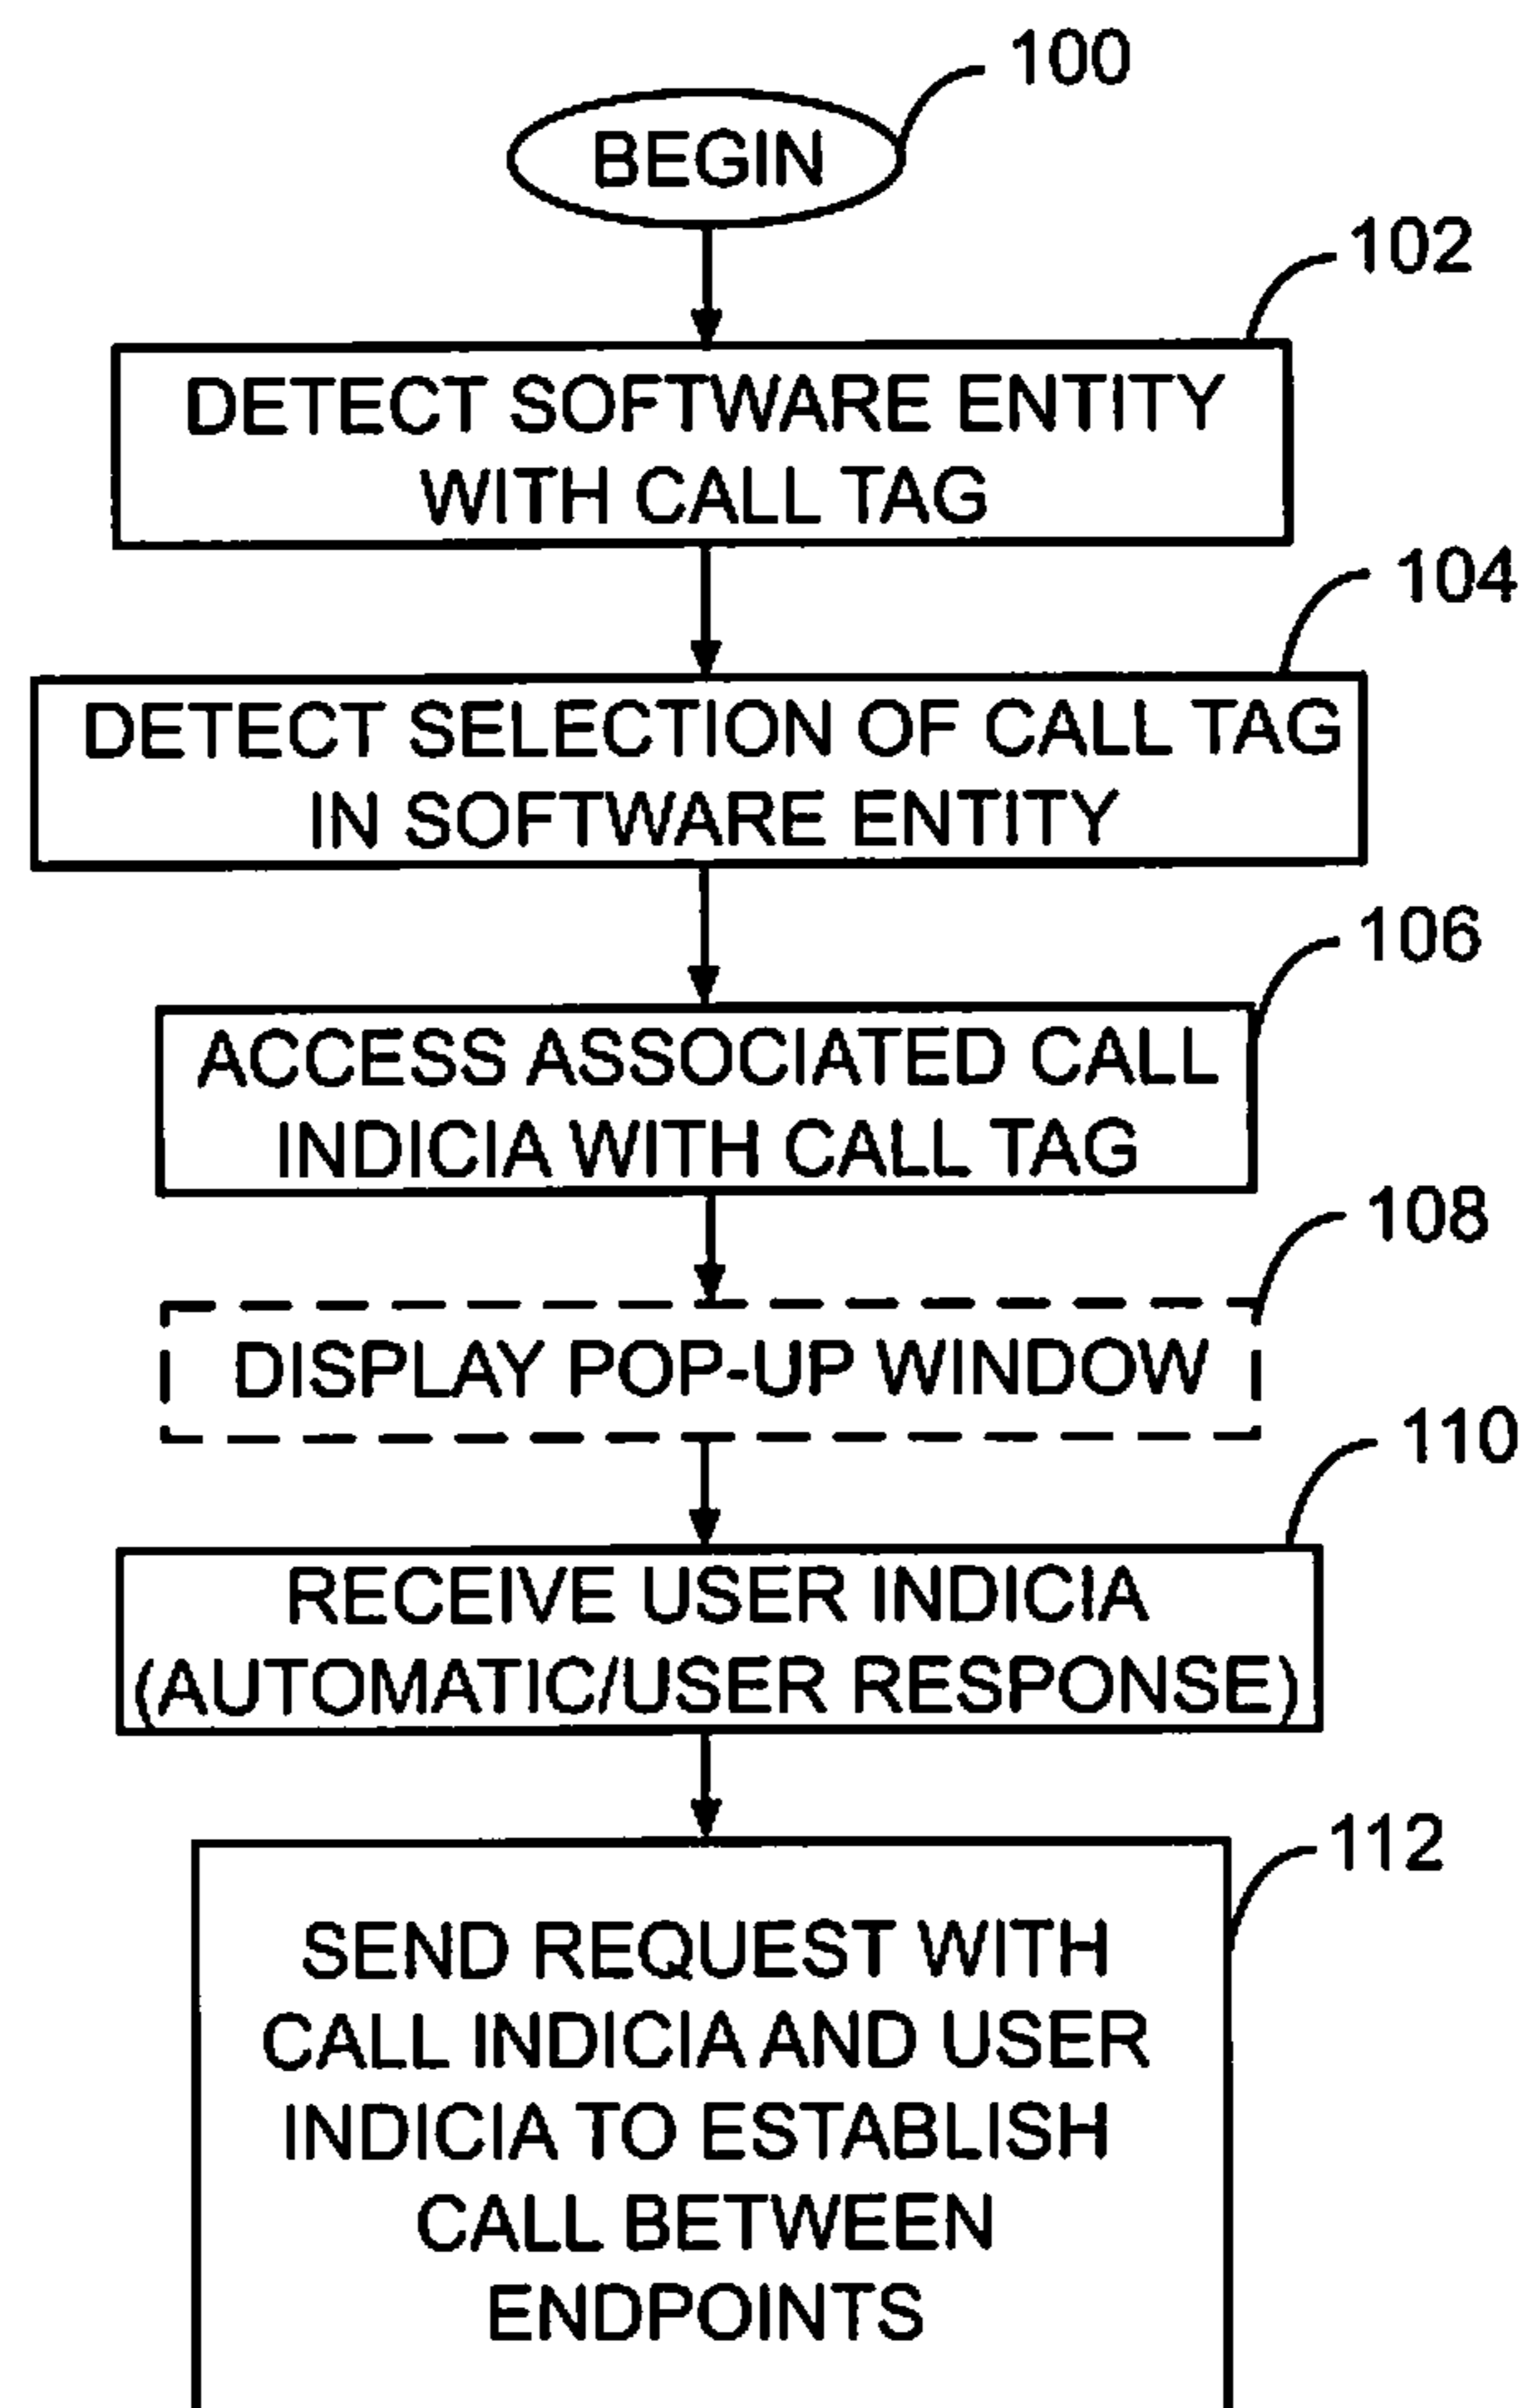 100
BEGIN
102
DETECT SOFTWARE ENTITY
WITH CALL TAG
104
DETECT SELECTION OF CALL TAG
IN SOFTWARE ENTITY
106
ACCESS ASSOCIATED CALL
INDICIA WITH CALL TAG
108
DISPLAY POP-UP WINDOW
110
RECEIVE USER INDICIA
(AUTOMATIC/USER RESPONSE)
112
SEND REQUEST WITH
CALL INDICIA AND USER
INDICIA TO ESTABLISH
CALL BETWEEN
ENDPOINTS